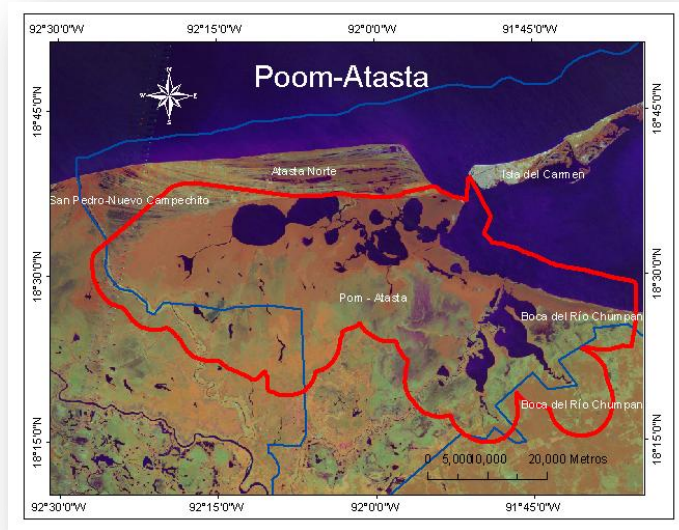 92°30'0"W 92°15'0"W 92°0'0"W 91°45'0"W
Poom-Atasta
N
W E
S
18°45'0"N 18°45'0"N
Atasta Norte
Isla del Carmen
San Pedro-Nuevo Campechito
18°30'0"N 18°30'0"N
Pom - Atasta
Boca del Río Chumpan
Boca del Río Chumpan
18°15'0"N 18°15'0"N
0 5,00010,000 20,000 Metros
92°30'0"W 92°15'0"W 92°0'0"W 91°45'0"W